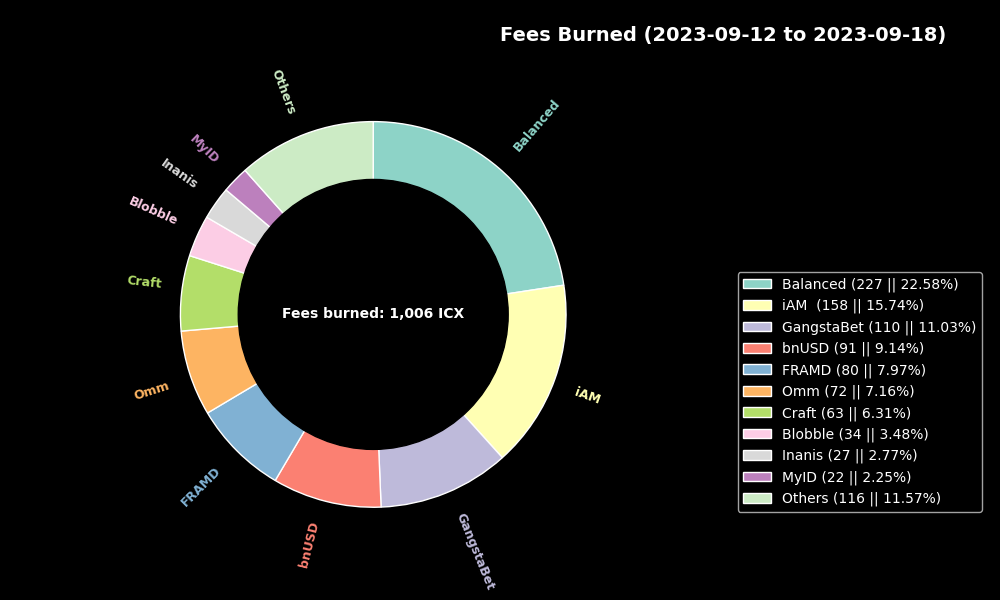 Fees Burned (2023-09-12 to 2023-09-18)
Others
Balanced
MyID
Inanis
Blobble
Craft
Fees burned: 1,006 ICX
Omm
iAM
FRAMD
bnUSD
GangstaBet
Balanced (227 || 22.58%)
iAM  (158 || 15.74%)
GangstaBet (110 || 11.03%)
bnUSD (91 || 9.14%)
FRAMD (80 || 7.97%)
Omm (72 || 7.16%)
Craft (63 || 6.31%)
Blobble (34 || 3.48%)
Inanis (27 || 2.77%)
MyID (22 || 2.25%)
Others (116 || 11.57%)